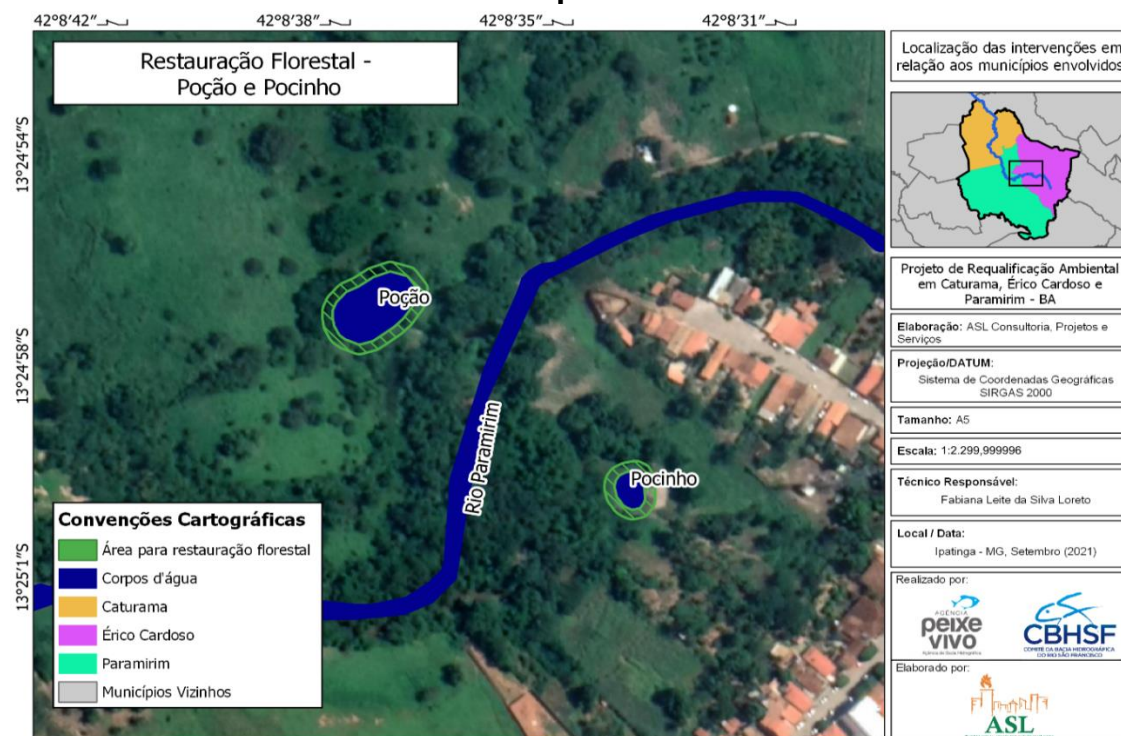 42°8'42"
42°8'38"
42°8'35"
42°8'31"
Restauração Florestal -
Poção e Pocinho
13°24'54"S
13°24'58"S
13°25'1"S
Poção
Rio Paramirim
Pocinho
Convenções Cartográficas
Área para restauração florestal
Corpos d'água
Caturama
Érico Cardoso
Paramirim
Municípios Vizinhos
Localização das intervenções em
relação aos municípios envolvidos
Projeto de Requalificação Ambiental
em Caturama, Érico Cardoso e
Paramirim - BA
Elaboração: ASL Consultoria, Projetos e
Serviços
Projeção/DATUM:
Sistema de Coordenadas Geográficas
SIRGAS 2000
Tamanho: A5
Escala: 1:2.299,999996
Técnico Responsável:
Fabiana Leite da Silva Loreto
Local / Data:
Ipatinga - MG, Setembro (2021)
Realizado por:
AGÊNCIA
peixe
vivo
CBHSF
COMITÊ DA BACIA HIDROGRÁFICA
DO RIO SÃO FRANCISCO
Elaborado por:
ASL